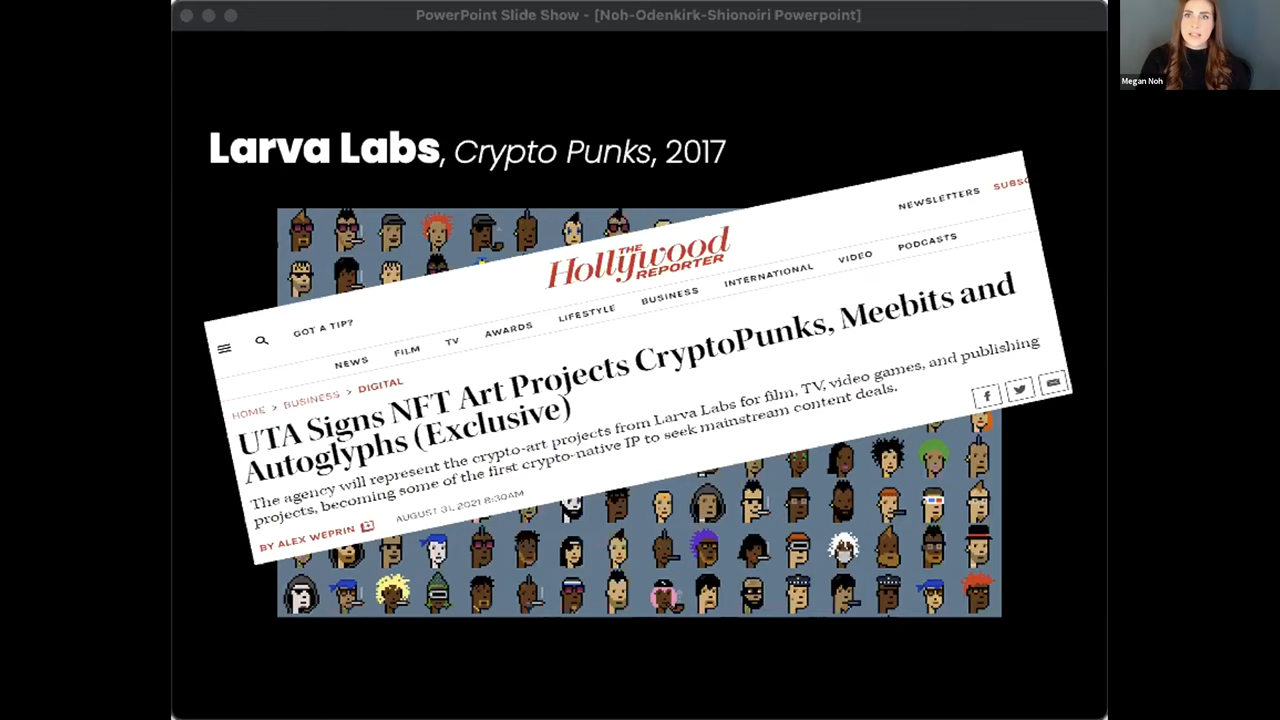 PowerPoint Slide Show - [Noh-Odenkirk-Shionoiri Powerpoint]
Megan Noh
Larva Labs, Crypto Punks, 2017
NEWSLETTERS
THE Hollywood REPORTER
GOT A TIP?
NEWS FILM TV AWARDS LIFESTYLE BUSINESS INTERNATIONAL VIDEO PODCASTS
HOME > BUSINESS > DIGITAL
UTA Signs NFT Art Projects CryptoPunks, Meebits and
Autoglyphs (Exclusive)
The agency will represent the crypto-art projects from Larva Labs for film, TV, video games, and publishing
projects, becoming some of the first crypto-native IP to seek mainstream content deals.
BY ALEX WEPRIN AUGUST 31, 2021 8:30AM